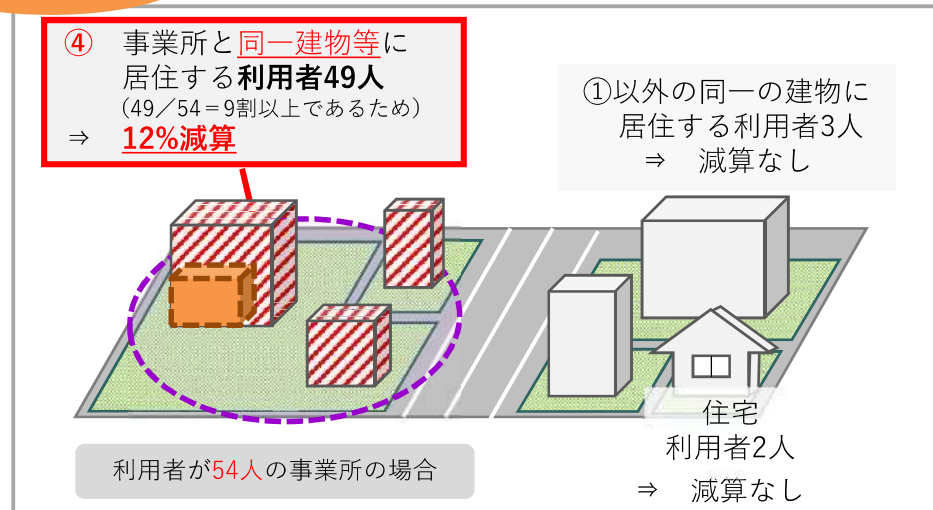 ④ 事業所と同一建物等に
居住する利用者49人
（49／54＝9割以上であるため）
⇒ 12%減算
①以外の同一の建物に
居住する利用者3人
⇒ 減算なし
住宅
利用者2人
⇒ 減算なし
利用者が54人の事業所の場合